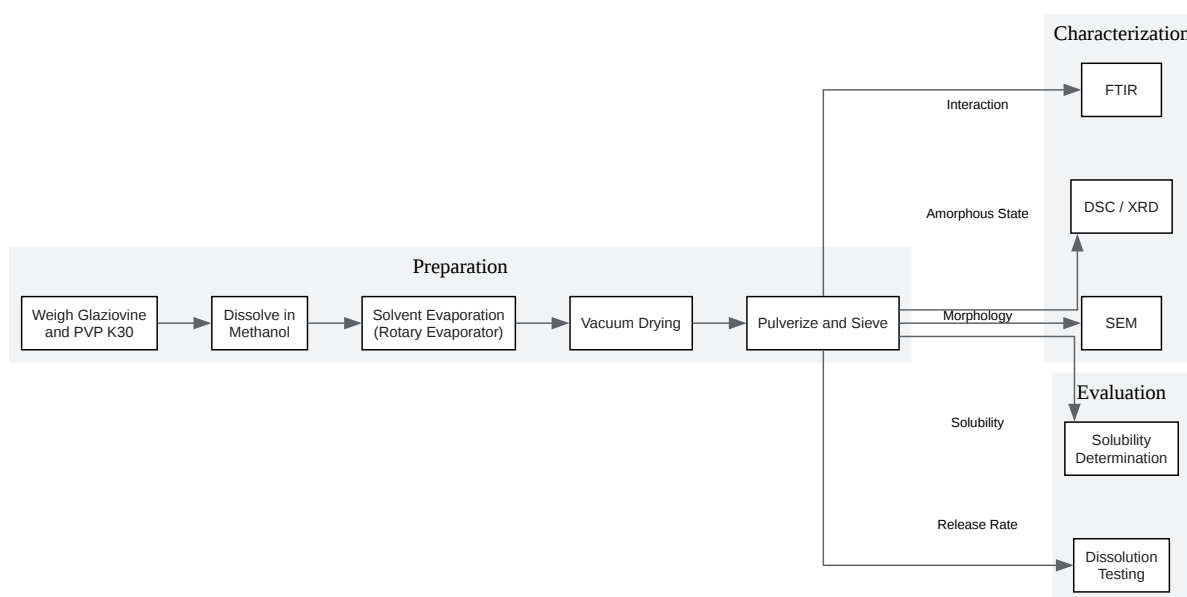 Characterization
FTIR
Interaction
Amorphous State
DSC / XRD
Preparation
Weigh Glaziovine
and PVP K30
Dissolve in
Methanol
Solvent Evaporation
(Rotary Evaporator)
Vacuum Drying
Pulverize and Sieve
Morphology
SEM
Evaluation
Solubility
Solubility
Determination
Release Rate
Dissolution
Testing